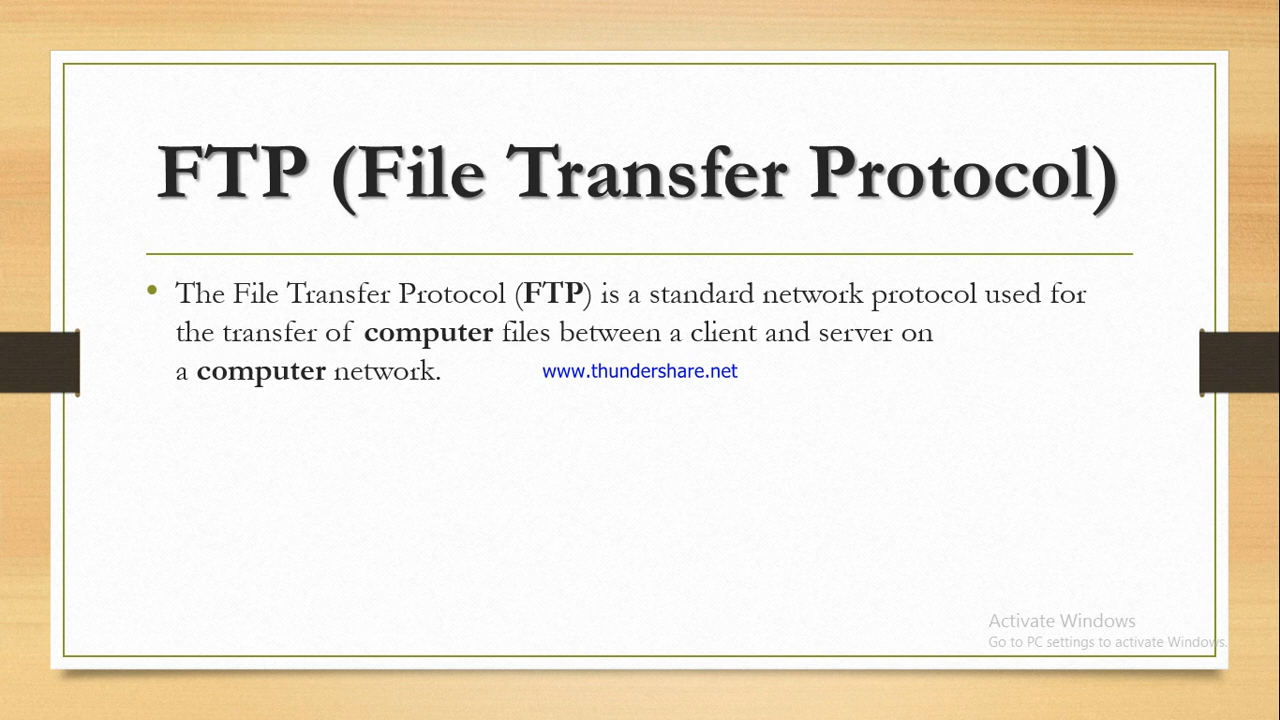 FTP (File Transfer Protocol)
• The File Transfer Protocol (FTP) is a standard network protocol used for
the transfer of computer files between a client and server on
a computer network.
www.thundershare.net
Activate Windows
Go to PC settings to activate Windows.